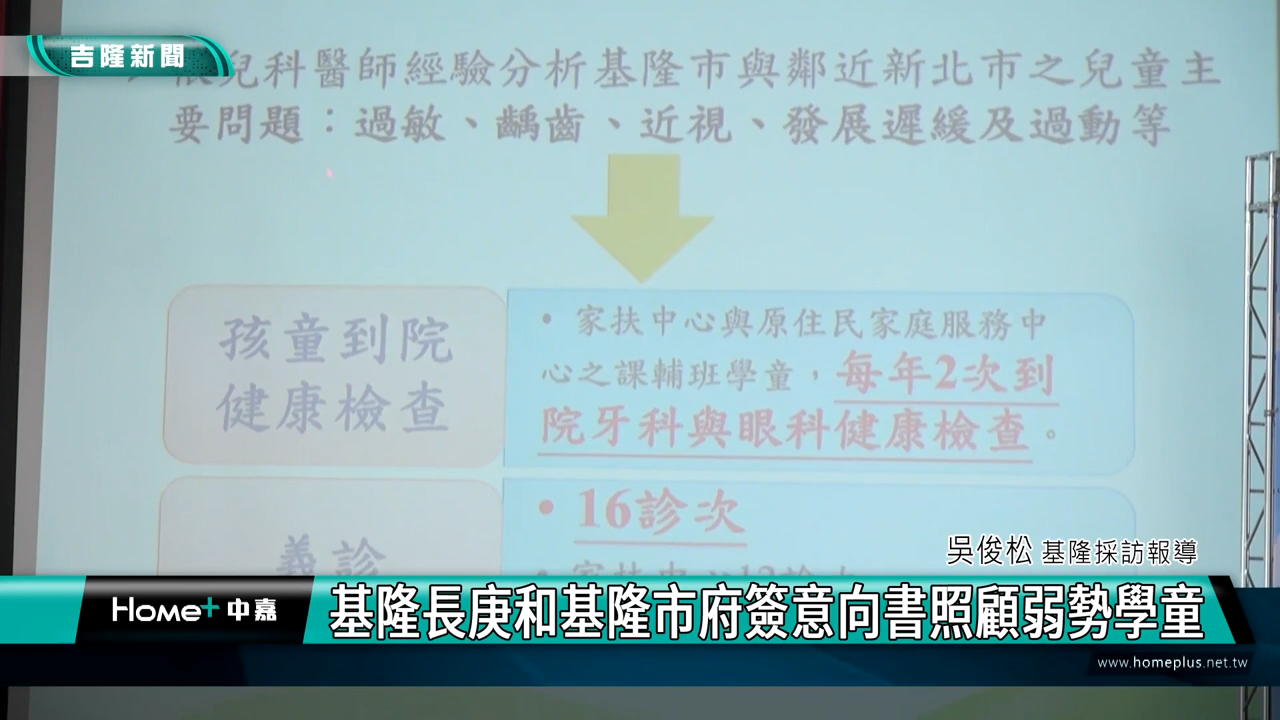 吉隆新聞
兒科醫師經驗分析基隆市與鄰近新北市之兒童主
要問題：過敏、齲齒、近視、發展遲緩及過動等
孩童到院
健康檢查
• 家扶中心與原住民家庭服務中
心之課輔班學童，每年2次到
院牙科與眼科健康檢查。
義診
• 16診次
吳俊松 基隆採訪報導
Home+ 中嘉
基隆長庚和基隆市府簽意向書照顧弱勢學童
www.homeplus.net.tw